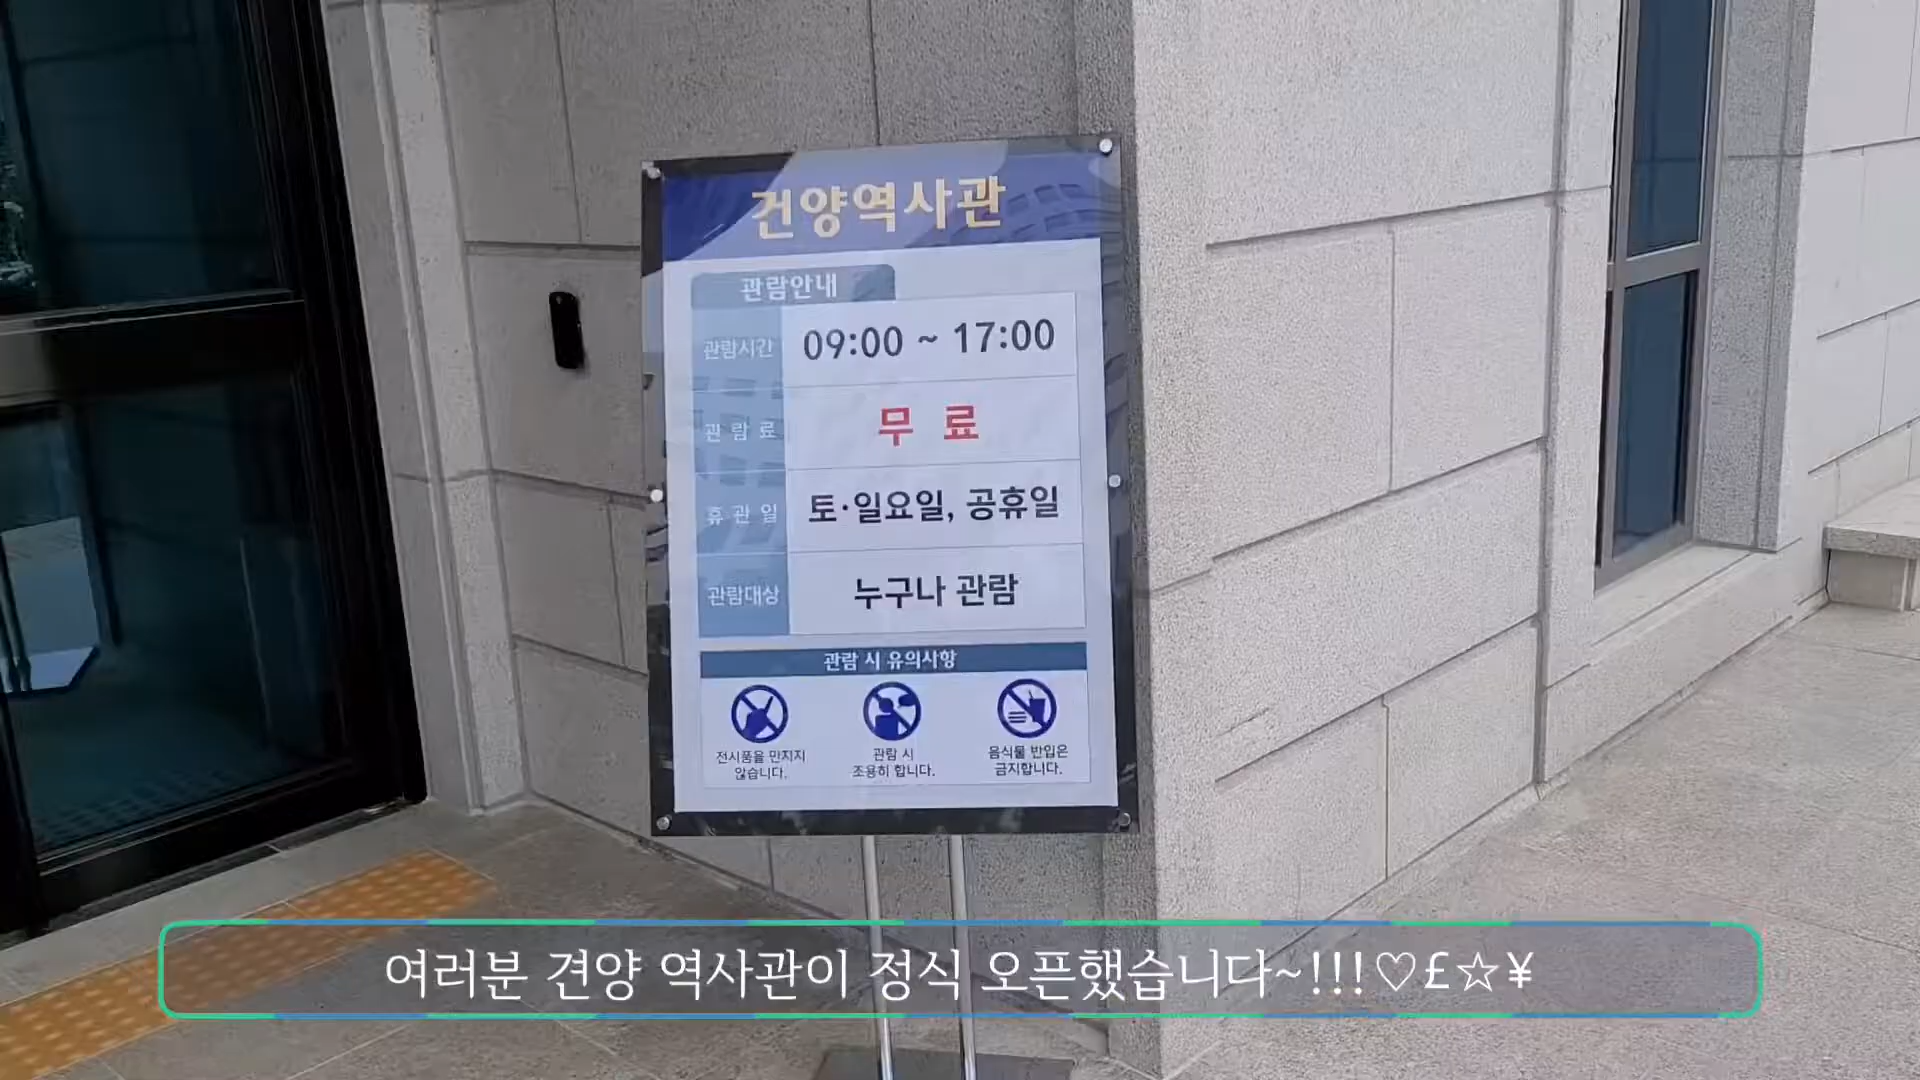 건양역사관
관람안내
관람시간 09:00 ~ 17:00
관 람 료 무 료
휴 관 일 토·일요일, 공휴일
관람대상 누구나 관람
관람 시 유의사항
전시품을 만지지
않습니다.
관람 시
조용히 합니다.
음식물 반입은
금지합니다.
여러분 견양 역사관이 정식 오픈했습니다~!!!♡£☆¥